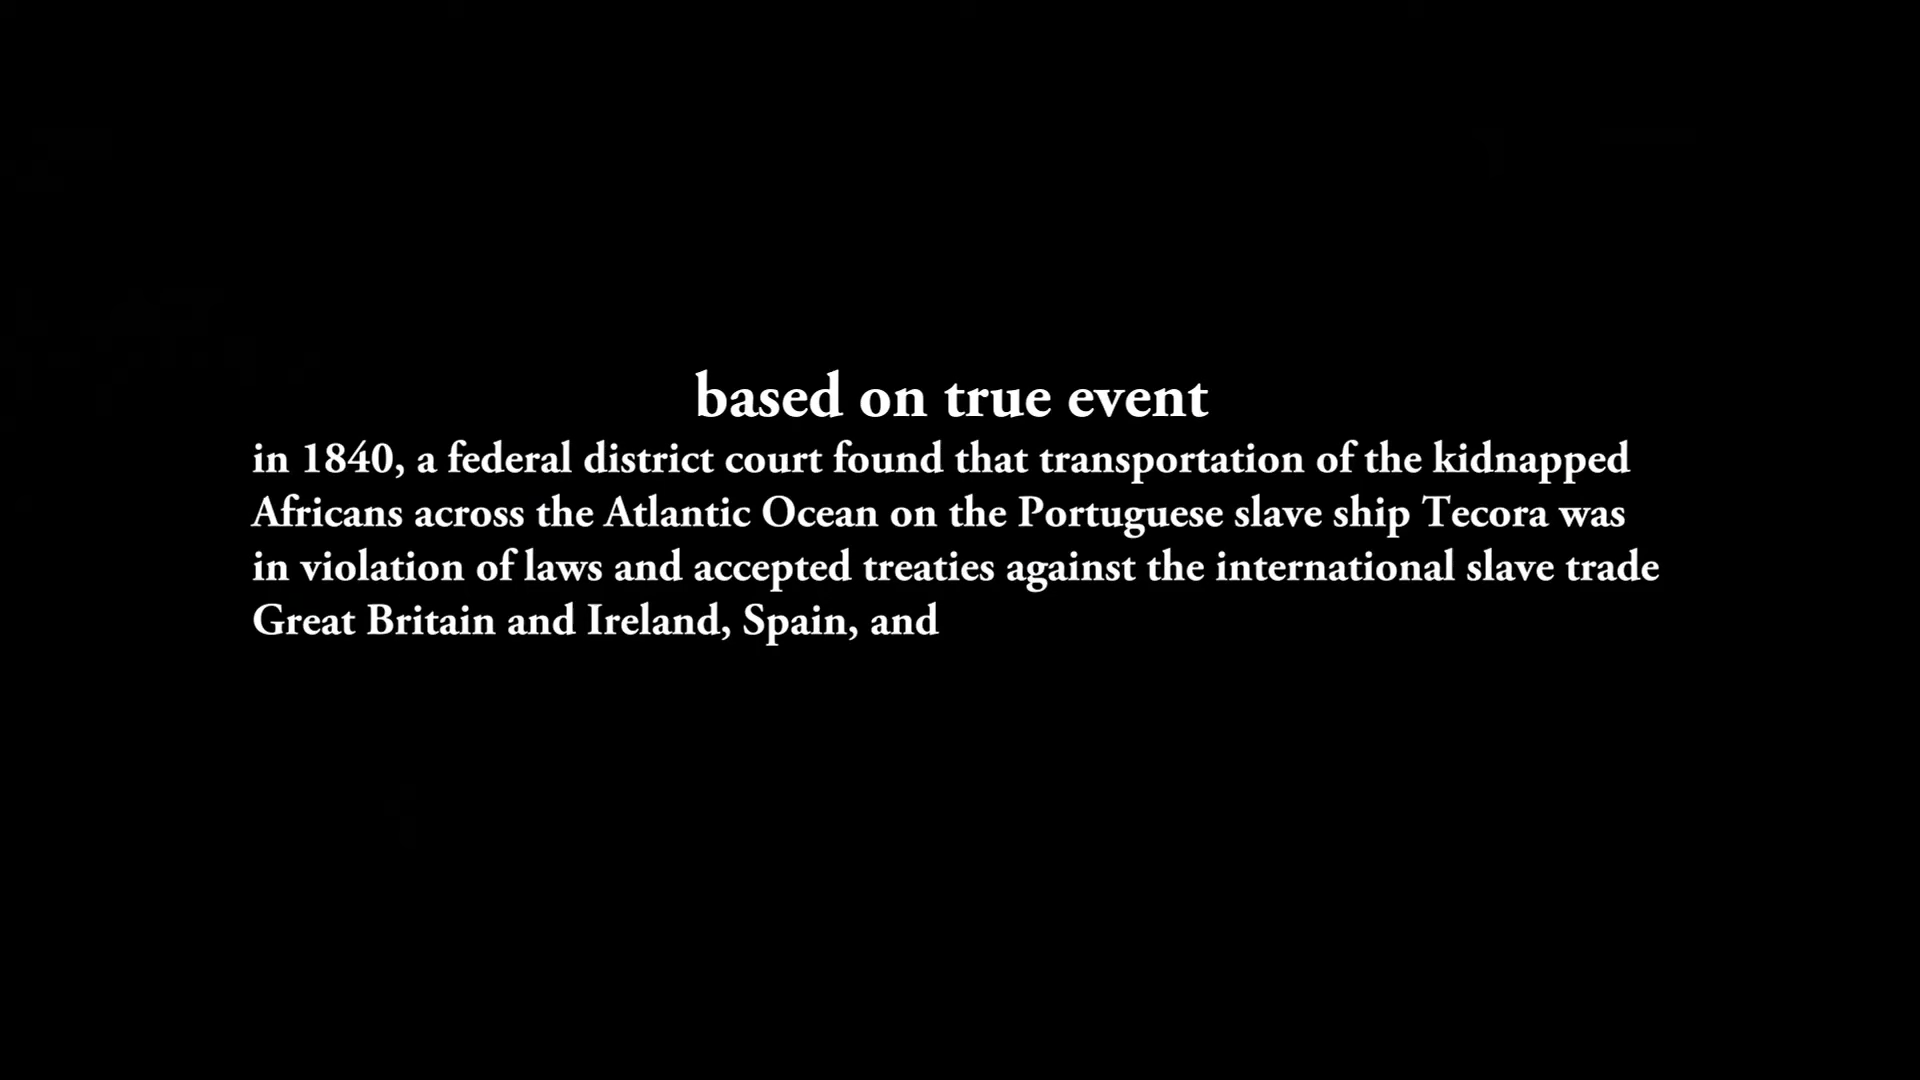 based on true event
in 1840, a federal district court found that transportation of the kidnapped
Africans across the Atlantic Ocean on the Portuguese slave ship Tecora was
in violation of laws and accepted treaties against the international slave trade
Great Britain and Ireland, Spain, and